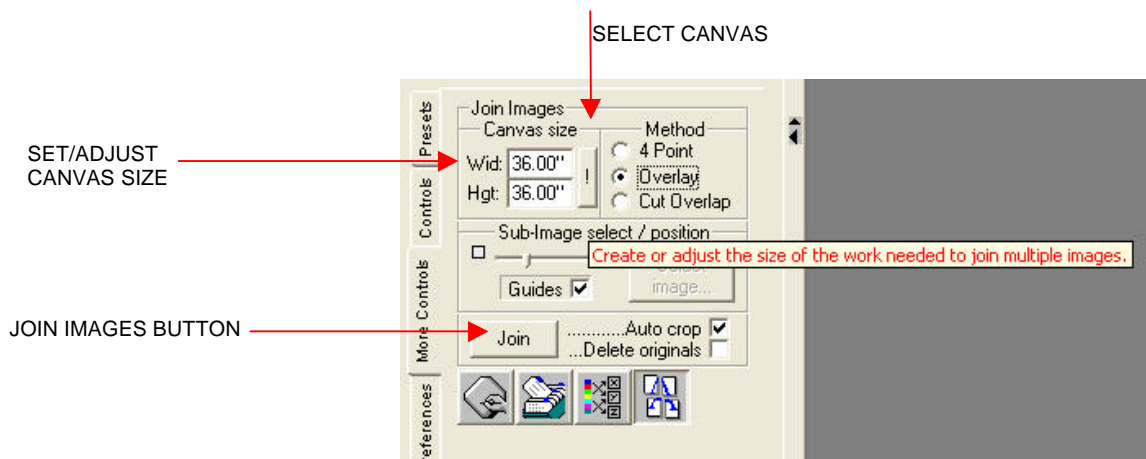 SELECT CANVAS
SET/ADJUST
CANVAS SIZE
JOIN IMAGES BUTTON
Presets
Controls
More Controls
references
Join Images
Canvas size
Wid: 36.00"
Hgt: 36.00"
!
Method
4 Point
Overlay
Cut Overlap
Sub-Image select / position
Create or adjust the size of the work needed to join multiple images.
Guides
image...
Join
............Auto crop
...Delete originals
X
Y
Z